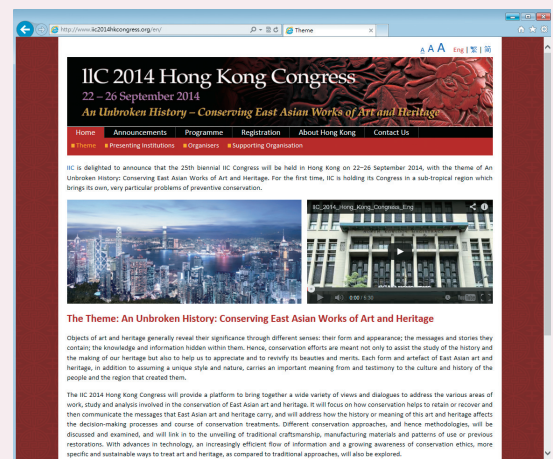 http://www.iic2014hkcongress.org/en/
Theme
A A A Eng | 繁 | 简
IIC 2014 Hong Kong Congress
22 – 26 September 2014
An Unbroken History – Conserving East Asian Works of Art and Heritage
Home Announcements Programme Registration About Hong Kong Contact Us
Theme Presenting Institutions Organisers Supporting Organisation
IIC is delighted to announce that the 25th biennial IIC Congress will be held in Hong Kong on 22–26 September 2014, with the theme of An
Unbroken History: Conserving East Asian Works of Art and Heritage. For the first time, IIC is holding its Congress in a sub-tropical region which
brings its own, very particular problems of preventive conservation.
IIC_2014_Hong_Kong_Congress_Eng
0:00 / 6:30
The Theme: An Unbroken History: Conserving East Asian Works of Art and Heritage
Objects of art and heritage generally reveal their significance through different senses: their form and appearance; the messages and stories they
contain; the knowledge and information hidden within them. Hence, conservation efforts are meant not only to assist the study of the history and
the making of our heritage but also to help us to appreciate and to revivify its beauties and merits. Each form and artefact of East Asian art and
heritage, in addition to assuming a unique style and nature, carries an important meaning from and testimony to the culture and history of the
people and the region that created them.
The IIC 2014 Hong Kong Congress will provide a platform to bring together a wide variety of views and dialogues to address the various areas of
work, study and analysis involved in the conservation of East Asian art and heritage. It will focus on how conservation helps to retain or recover and
then communicate the messages that East Asian art and heritage carry, and will address how the history or meaning of this art and heritage affects
the decision-making processes and course of conservation treatments. Different conservation approaches, and hence methodologies, will be
discussed and examined, and will link in to the unveiling of traditional craftsmanship, manufacturing materials and patterns of use or previous
restorations. With advances in technology, an increasingly efficient flow of information and a growing awareness of conservation ethics, more
specific and sustainable ways to treat art and heritage, as compared to traditional approaches, will also be explored.